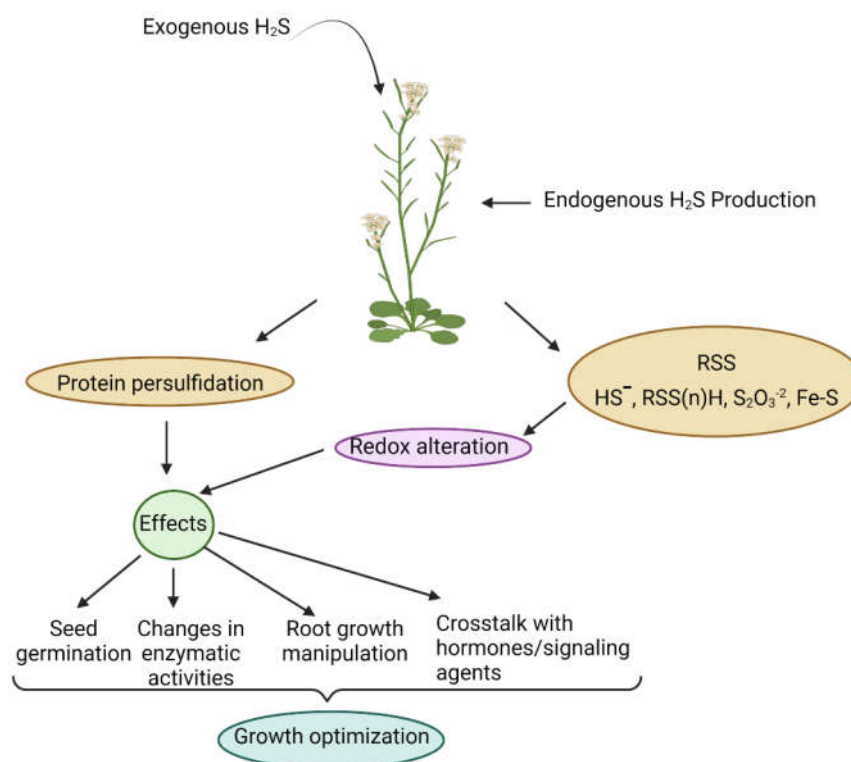 Exogenous H₂S
Endogenous H₂S Production
Protein persulfidation
RSS
HS⁻, RSS(n)H, S₂O₃⁻², Fe-S
Redox alteration
Effects
Seed
germination
Changes in
enzymatic
activities
Root growth
manipulation
Crosstalk with
hormones/signaling
agents
Growth optimization